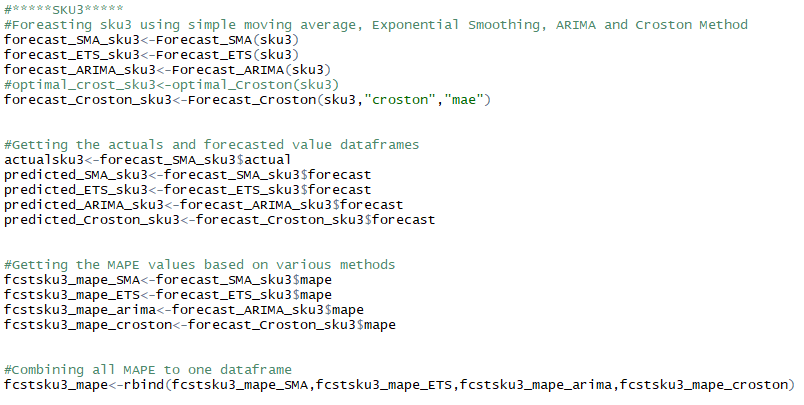 #*****SKU3*****
#Foreasting sku3 using simple moving average, Exponential Smoothing, ARIMA and Croston Method
forecast_SMA_sku3<-Forecast_SMA(sku3)
forecast_ETS_sku3<-Forecast_ETS(sku3)
forecast_ARIMA_sku3<-Forecast_ARIMA(sku3)
#optimal_crost_sku3<-optimal_Croston(sku3)
forecast_Croston_sku3<-Forecast_Croston(sku3,"croston","mae")
#Getting the actuals and forecasted value dataframes
actualsku3<-forecast_SMA_sku3$actual
predicted_SMA_sku3<-forecast_SMA_sku3$forecast
predicted_ETS_sku3<-forecast_ETS_sku3$forecast
predicted_ARIMA_sku3<-forecast_ARIMA_sku3$forecast
predicted_Croston_sku3<-forecast_Croston_sku3$forecast
#Getting the MAPE values based on various methods
fcstsku3_mape_SMA<-forecast_SMA_sku3$mape
fcstsku3_mape_ETS<-forecast_ETS_sku3$mape
fcstsku3_mape_arima<-forecast_ARIMA_sku3$mape
fcstsku3_mape_croston<-forecast_Croston_sku3$mape
#Combining all MAPE to one dataframe
fcstsku3_mape<-rbind(fcstsku3_mape_SMA,fcstsku3_mape_ETS,fcstsku3_mape_arima,fcstsku3_mape_croston)